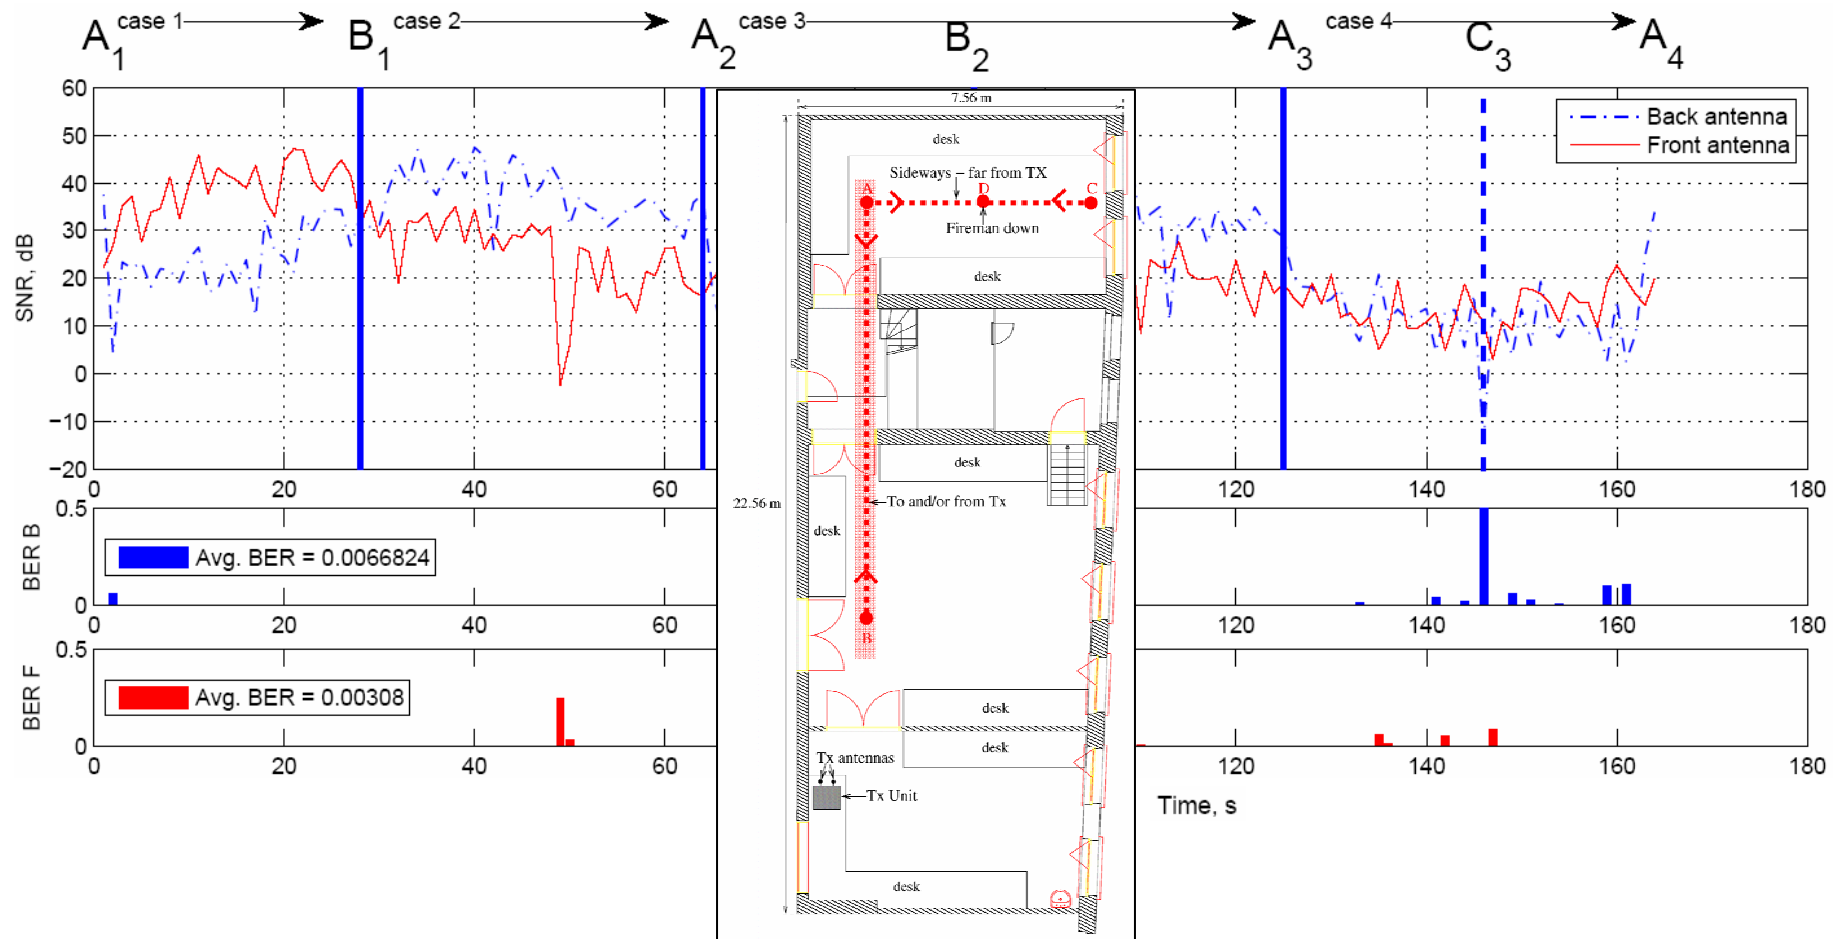 case 1 case 2 case 3 case 4
A1 B1 A2 B2 A3 C3 A4
60
50
40
30
20
10
0
−10
−20
SNR, dB
0 20 40 60 120 140 160 180
Back antenna
Front antenna
0.5
0
BER B
Avg. BER = 0.0066824
0 20 40 60 120 140 160 180
0.5
0
BER F
Avg. BER = 0.00308
0 20 40 60 120 140 160 180
Time, s
7.56 m
desk
Sideways – far from TX
A D C
Fireman down
desk
desk
22.56 m
To and/or from Tx
desk
B
desk
desk
Tx antennas
Tx Unit
desk